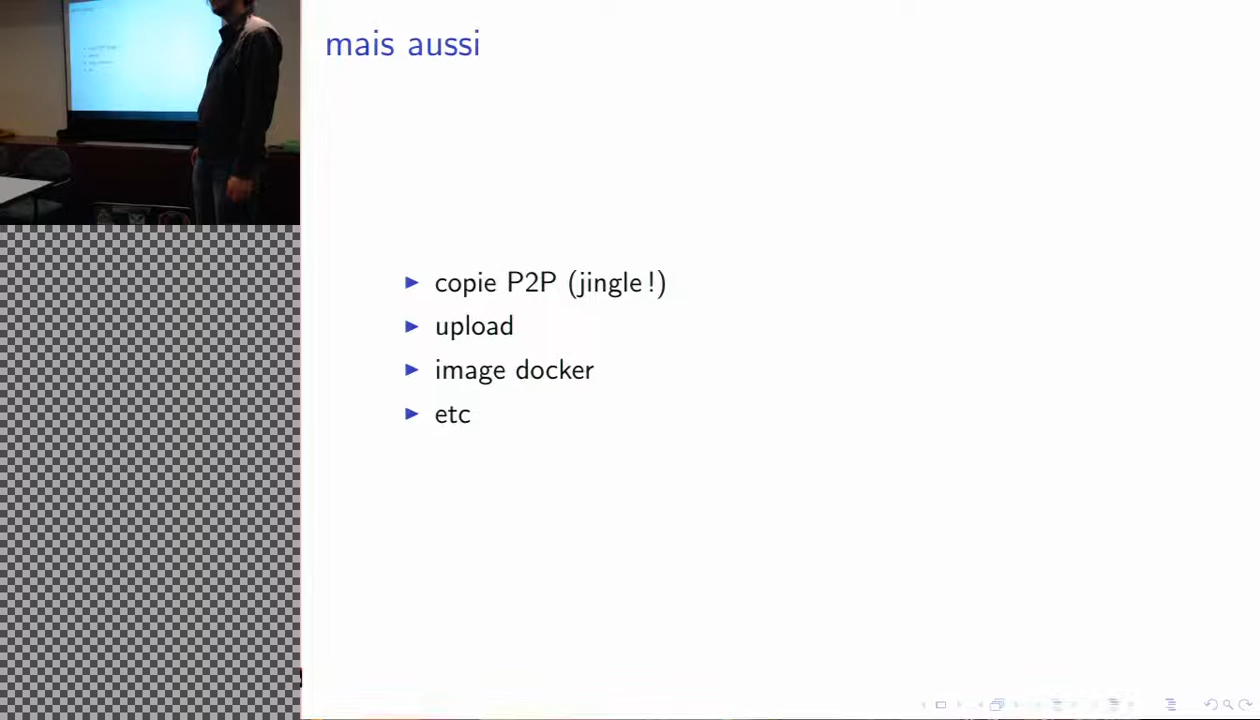 mais aussi
copie P2P (jingle !)
upload
image docker
etc